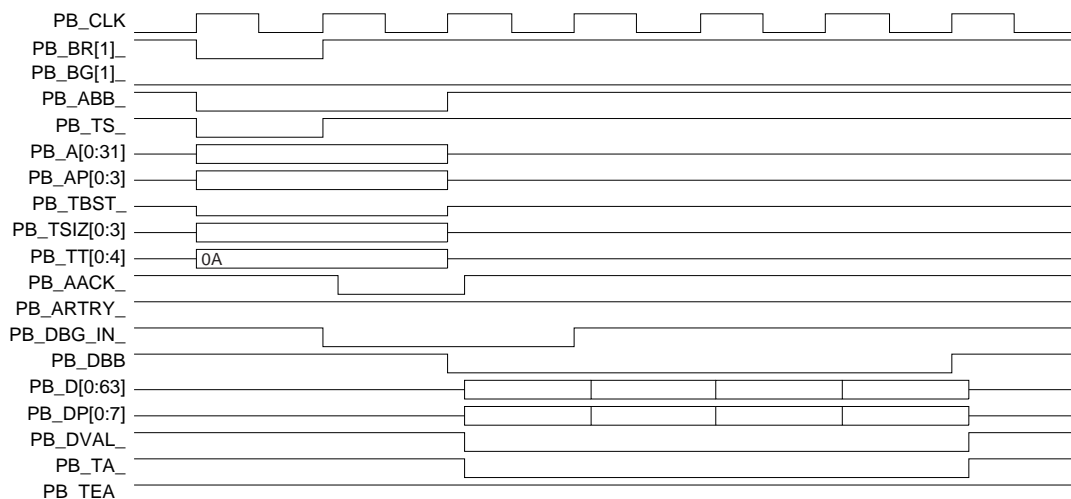 PB_CLK
PB_BR[1]_
PB_BG[1]_
PB_ABB_
PB_TS_
PB_A[0:31]
PB_AP[0:3]
PB_TBST_
PB_TSIZ[0:3]
PB_TT[0:4] 0A
PB_AACK_
PB_ARTRY_
PB_DBG_IN_
PB_DBB
PB_D[0:63]
PB_DP[0:7]
PB_DVAL_
PB_TA_
PB_TEA